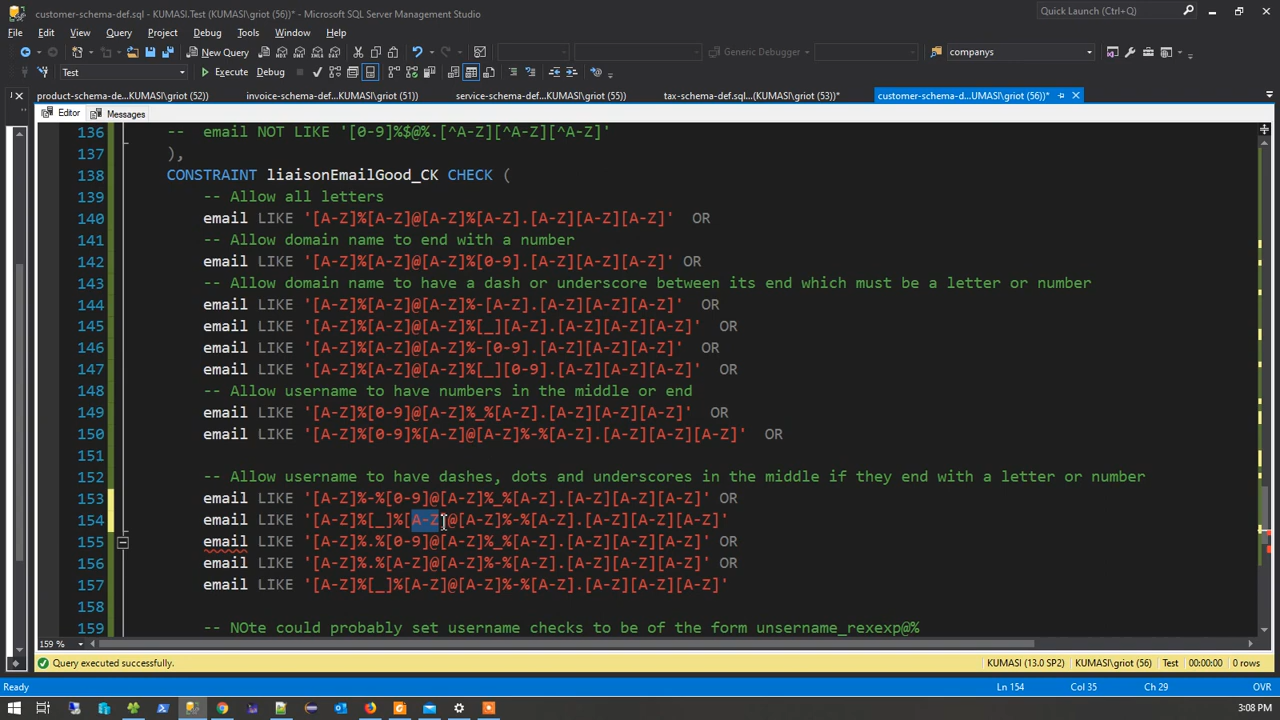 customer-schema-def.sql - KUMASI.Test (KUMASI\griot (56))* - Microsoft SQL Server Management Studio
Quick Launch (Ctrl+Q)
File Edit View Query Project Debug Tools Window Help
New Query
Generic Debugger
companys
Test
Execute Debug
product-schema-de...KUMASI\griot (52))
invoice-schema-def...KUMASI\griot (51))
service-schema-def...KUMASI\griot (55))
tax-schema-def.sql...(KUMASI\griot (53))*
customer-schema-d...UMASI\griot (56))*
Editor Messages
136 -- email NOT LIKE '[0-9]%$@%.[^A-Z][^A-Z][^A-Z]'
137 ),
138 CONSTRAINT liaisonEmailGood_CK CHECK (
139 -- Allow all letters
140 email LIKE '[A-Z]%[A-Z]@[A-Z]%[A-Z].[A-Z][A-Z][A-Z]' OR
141 -- Allow domain name to end with a number
142 email LIKE '[A-Z]%[A-Z]@[A-Z]%[0-9].[A-Z][A-Z][A-Z]' OR
143 -- Allow domain name to have a dash or underscore between its end which must be a letter or number
144 email LIKE '[A-Z]%[A-Z]@[A-Z]%-[A-Z].[A-Z][A-Z][A-Z]' OR
145 email LIKE '[A-Z]%[A-Z]@[A-Z]%[_][A-Z].[A-Z][A-Z][A-Z]' OR
146 email LIKE '[A-Z]%[A-Z]@[A-Z]%-[0-9].[A-Z][A-Z][A-Z]' OR
147 email LIKE '[A-Z]%[A-Z]@[A-Z]%[_][0-9].[A-Z][A-Z][A-Z]' OR
148 -- Allow username to have numbers in the middle or end
149 email LIKE '[A-Z]%[0-9]@[A-Z]%_%[A-Z].[A-Z][A-Z][A-Z]' OR
150 email LIKE '[A-Z]%[0-9]%[A-Z]@[A-Z]%-%[A-Z].[A-Z][A-Z][A-Z]' OR
151
152 -- Allow username to have dashes, dots and underscores in the middle if they end with a letter or number
153 email LIKE '[A-Z]%-%[0-9]@[A-Z]%_%[A-Z].[A-Z][A-Z][A-Z]' OR
154 email LIKE '[A-Z]%[_]%[A-Z]@[A-Z]%-%[A-Z].[A-Z][A-Z][A-Z]'
155 email LIKE '[A-Z]%.%[0-9]@[A-Z]%_%[A-Z].[A-Z][A-Z][A-Z]' OR
156 email LIKE '[A-Z]%.%[A-Z]@[A-Z]%-%[A-Z].[A-Z][A-Z][A-Z]' OR
157 email LIKE '[A-Z]%[_]%[A-Z]@[A-Z]%-%[A-Z].[A-Z][A-Z][A-Z]'
158
159 -- NOte could probably set username checks to be of the form unsername_rexexp@%
159 %
Query executed successfully.
KUMASI (13.0 SP2) KUMASI\griot (56) Test 00:00:00 0 rows
Ready Ln 154 Col 35 Ch 29 OVR
3:08 PM